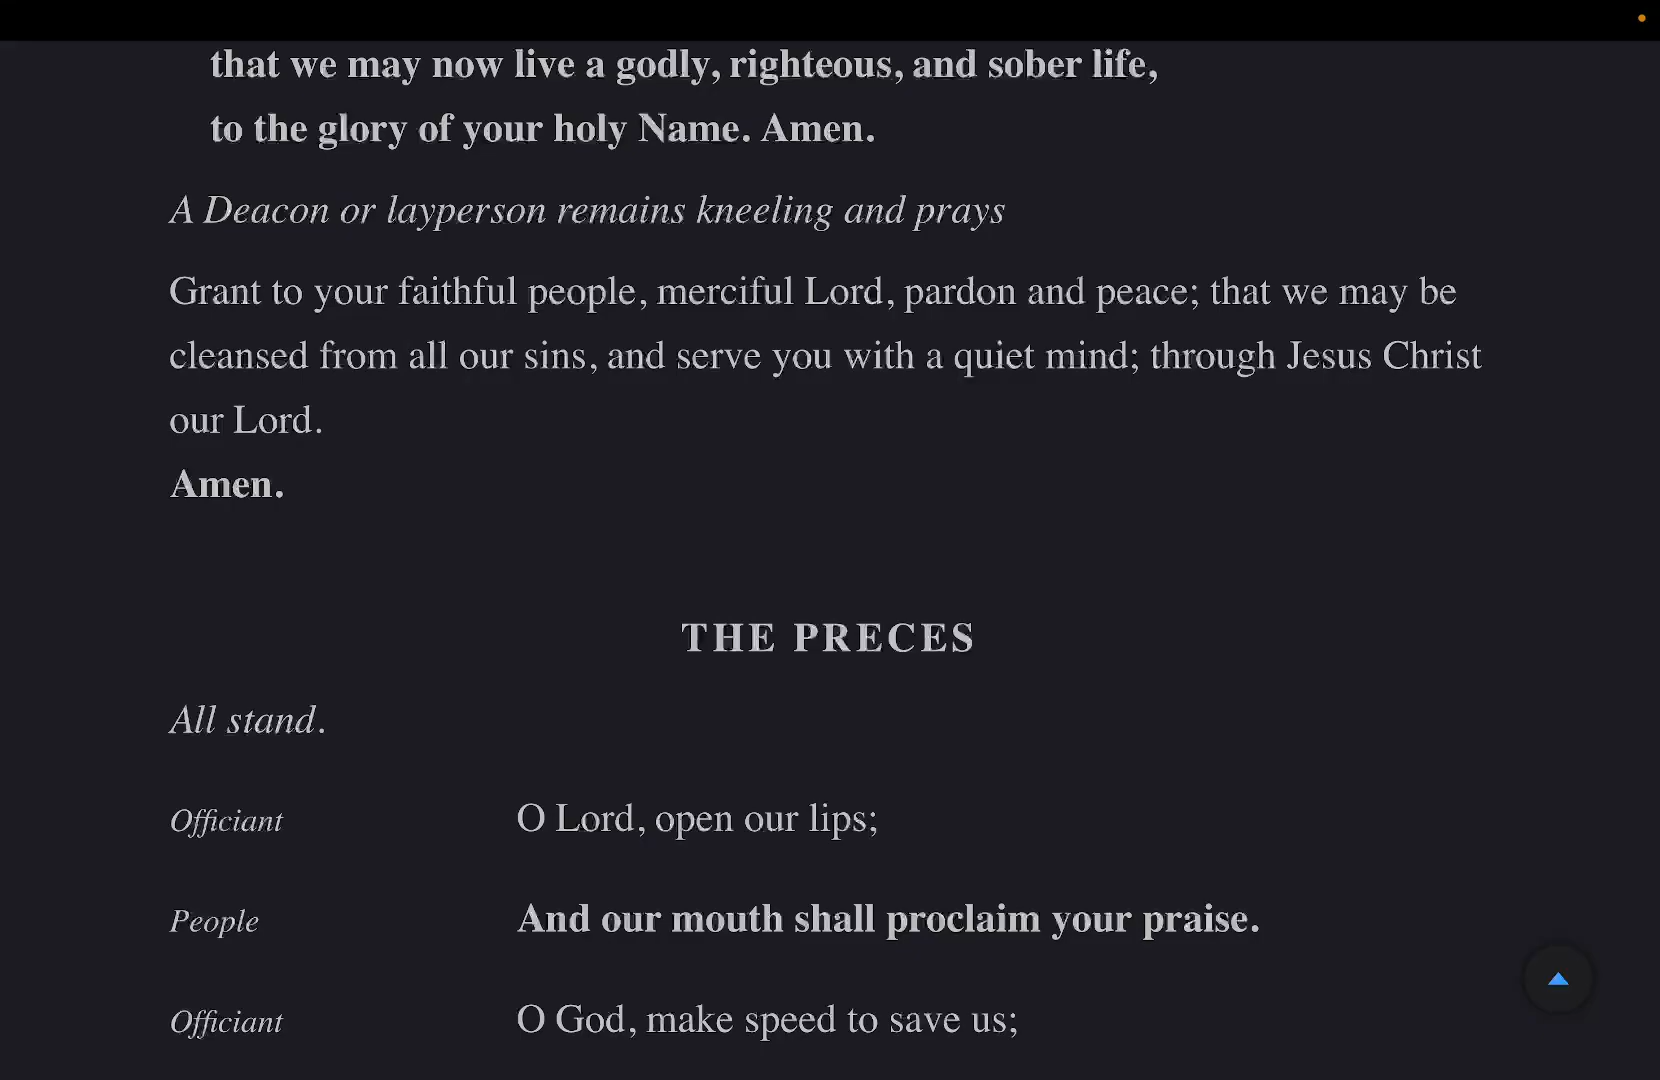 that we may now live a godly, righteous, and sober life,
to the glory of your holy Name. Amen.
A Deacon or layperson remains kneeling and prays
Grant to your faithful people, merciful Lord, pardon and peace; that we may be
cleansed from all our sins, and serve you with a quiet mind; through Jesus Christ
our Lord.
Amen.
THE PRECES
All stand.
Officiant O Lord, open our lips;
People And our mouth shall proclaim your praise.
Officiant O God, make speed to save us;